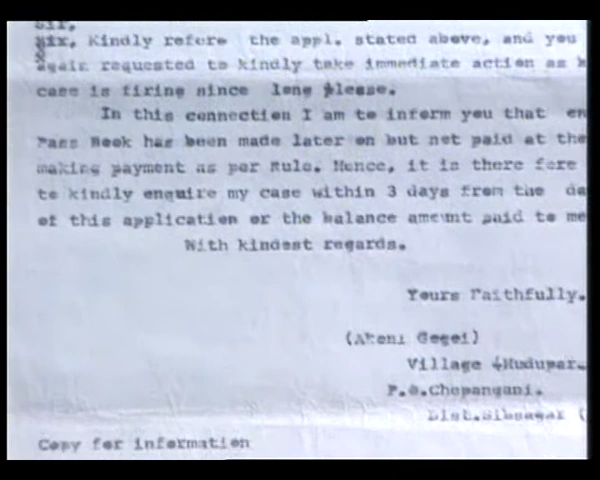 Sir,
Kindly refere the appl. stated above, and you
again requested to kindly take immediate action as
case is firing since long please.
In this connection I am to inform you that en
Pass Book has been made later on but not paid at the
making payment as per Rule. Hence, it is there fore
to kindly enquire my case within 3 days from the da
of this application or the balance amount paid to me
With kindest regards.
Yours Faithfully.
(Akoni Gogoi)
Village
P.O.Chepangani.
Dist.Sibsagar (
Copy for information